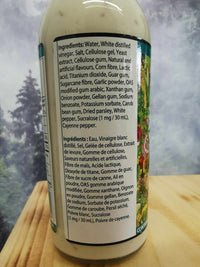 Ingredients: Water, White distilled
vinegar, Salt, Cellulose gel, Yeast
extract, Cellulose gum, Natural and
artificial flavours, Corn fibre, Lactic
acid, Titanium dioxide, Guar gum,
Sugarcane fibre, Garlic powder, OAS
modified gum arabic, Xanthan gum,
Onion powder, Gellan gum, Sodium
benzoate, Potassium sorbate, Carob
bean gum, Dried parsley, White
pepper, Sucralose (1 mg / 30 mL),
Cayenne pepper.
Ingrédients : Eau, Vinaigre blanc
distillé, Sel, Gelée de cellulose, Extrait
de levure, Gomme de cellulose,
Saveurs naturelles et artificielles,
Fibre de maïs, Acide lactique,
Dioxyde de titane, Gomme de guar,
Fibre de sucre de canne, Ail en
poudre, OAS gomme arabique
modifié, Gomme xanthane, Oignon
en poudre, Gomme de gellane,
Benzoate de sodium,
Sorbate de potassium,
Gomme de caroube, Persil séché,
Poivre blanc, Sucralose
(1 mg / 30 mL), Poivre de cayenne.